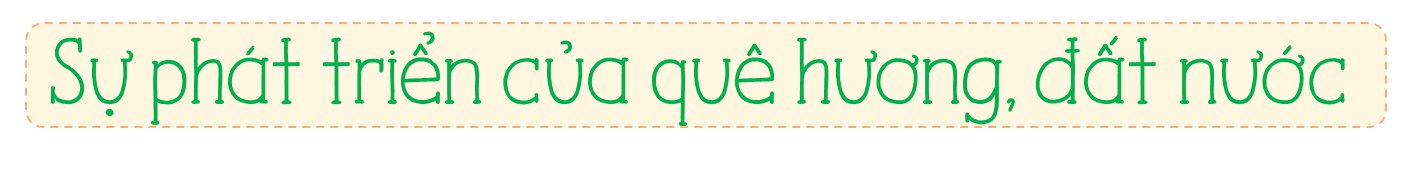 Sự phát triển của quê hương, đất nước